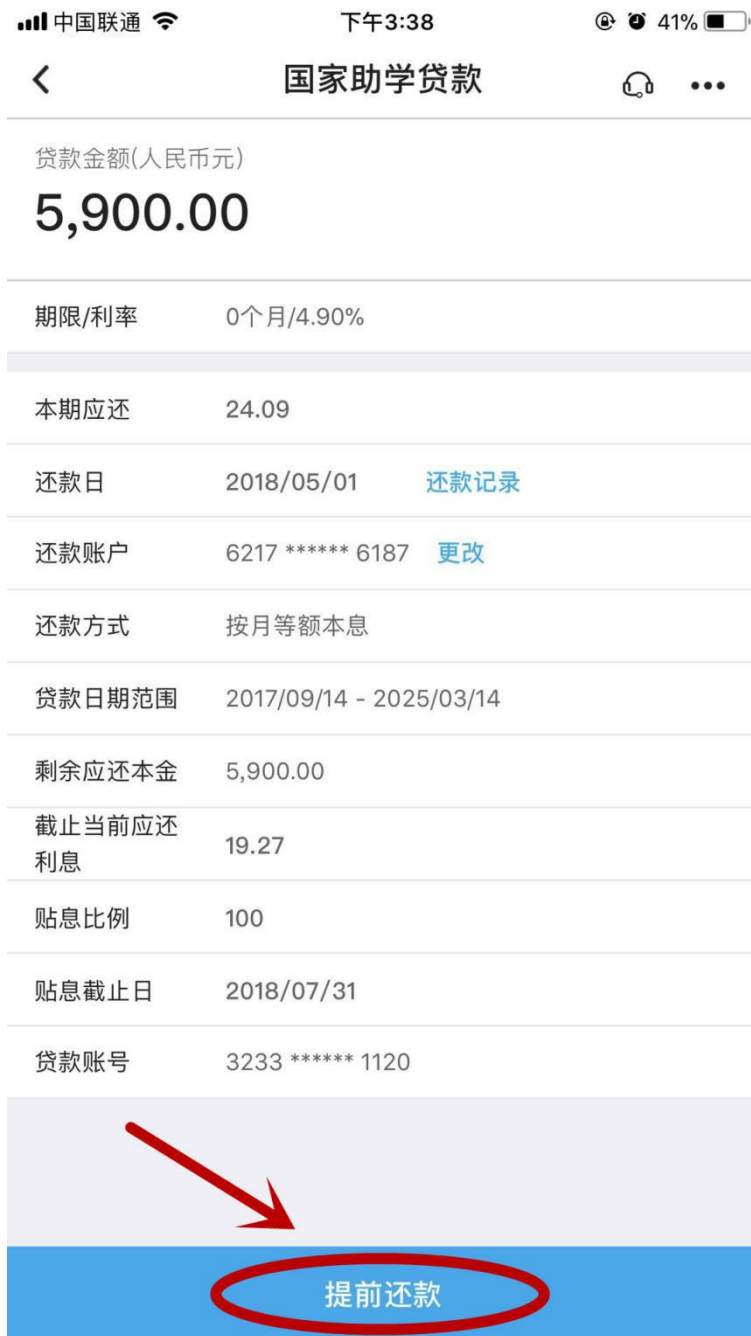 中国联通 下午3:38 41%
国家助学贷款
贷款金额(人民币元)
5,900.00
期限/利率 0个月/4.90%
本期应还 24.09
还款日 2018/05/01 还款记录
还款账户 6217 ****** 6187 更改
还款方式 按月等额本息
贷款日期范围 2017/09/14 - 2025/03/14
剩余应还本金 5,900.00
截止当前应还
利息 19.27
贴息比例 100
贴息截止日 2018/07/31
贷款账号 3233 ****** 1120
提前还款